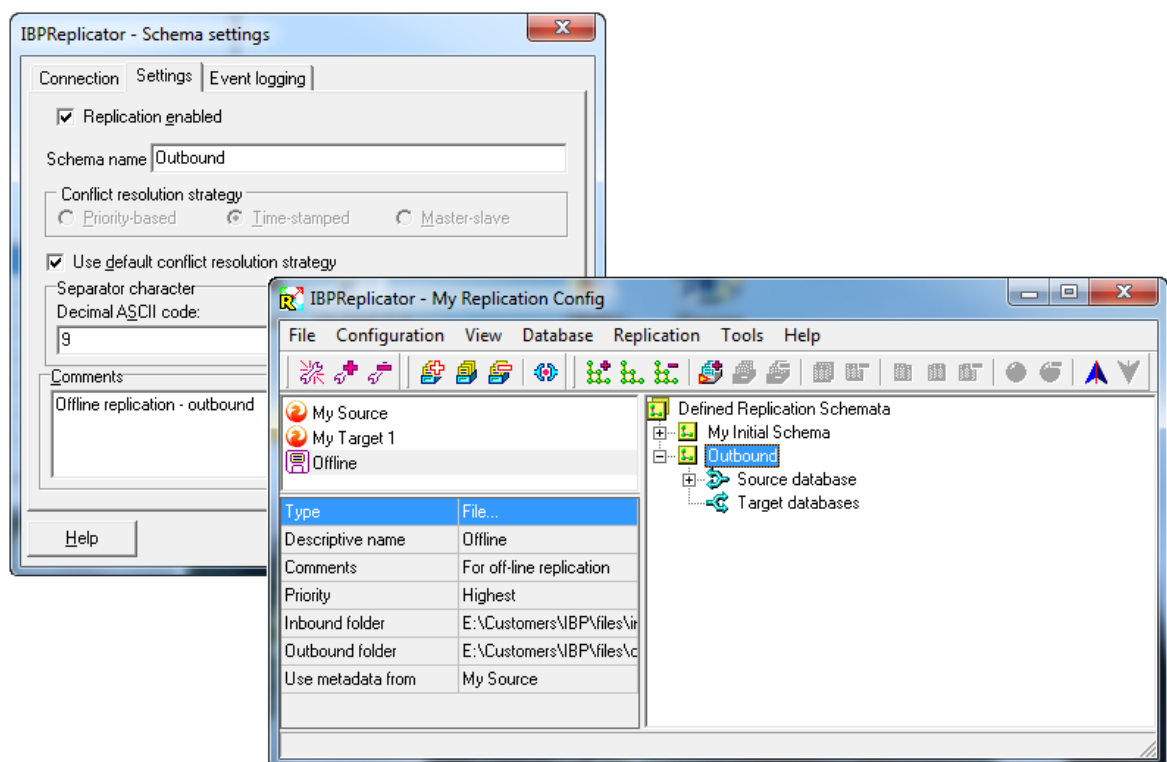 IBPReplicator - Schema settings
Connection Settings Event logging
Replication enabled
Schema name Outbound
Conflict resolution strategy
Priority-based Time-stamped Master-slave
Use default conflict resolution strategy
Separator character
Decimal ASCII code:
9
Comments
Offline replication - outbound
Help
IBPReplicator - My Replication Config
File Configuration View Database Replication Tools Help
My Source
My Target 1
Offline
Type File...
Descriptive name Offline
Comments For off-line replication
Priority Highest
Inbound folder E:\Customers\IBP\files\in
Outbound folder E:\Customers\IBP\files\o
Use metadata from My Source
Defined Replication Schemata
My Initial Schema
Outbound
Source database
Target databases